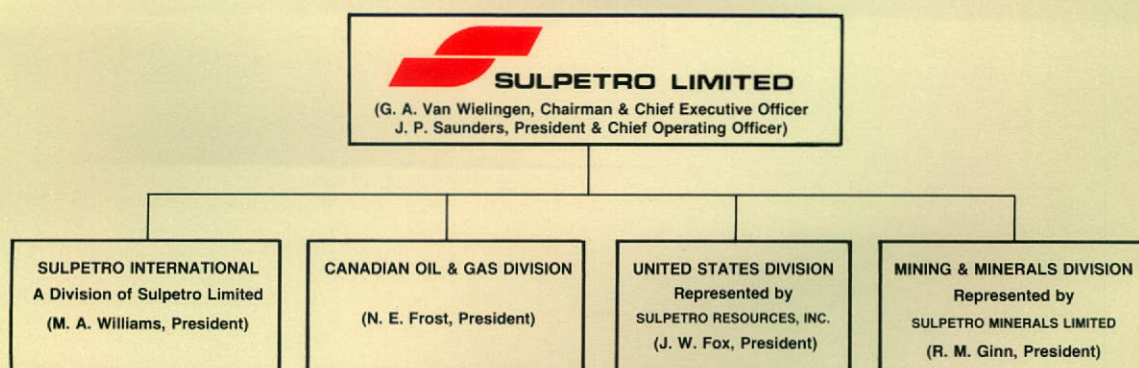 SULPETRO LIMITED
(G. A. Van Wielingen, Chairman & Chief Executive Officer
J. P. Saunders, President & Chief Operating Officer)
SULPETRO INTERNATIONAL
A Division of Sulpetro Limited
(M. A. Williams, President)
CANADIAN OIL & GAS DIVISION
(N. E. Frost, President)
UNITED STATES DIVISION
Represented by
SULPETRO RESOURCES, INC.
(J. W. Fox, President)
MINING & MINERALS DIVISION
Represented by
SULPETRO MINERALS LIMITED
(R. M. Ginn, President)